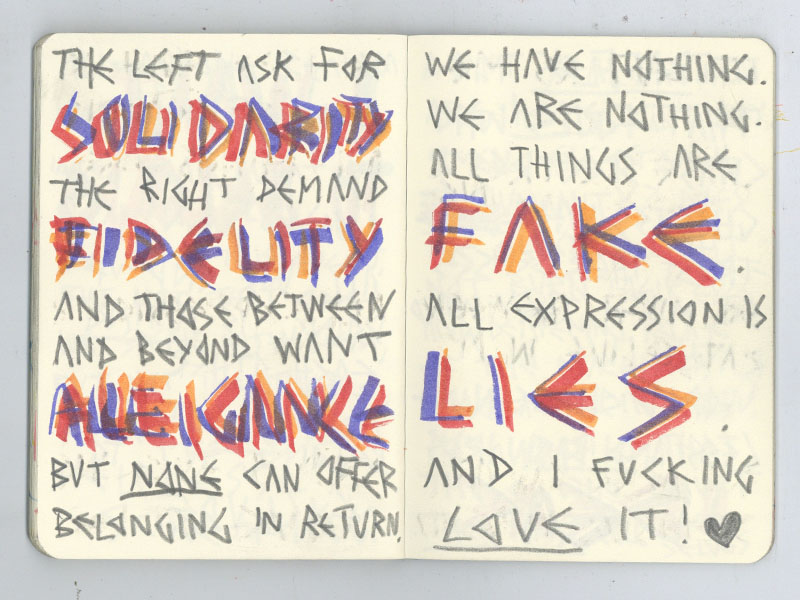 THE LEFT ASK FOR
SOLIDARITY
THE RIGHT DEMAND
FIDELITY
AND THOSE BETWEEN
AND BEYOND WANT
ALLEIGNANCE
BUT NONE CAN OFFER
BELONGING IN RETURN.
WE HAVE NOTHING.
WE ARE NOTHING.
ALL THINGS ARE
FAKE.
ALL EXPRESSION IS
LIES.
AND I FUCKING
LOVE IT! ♥